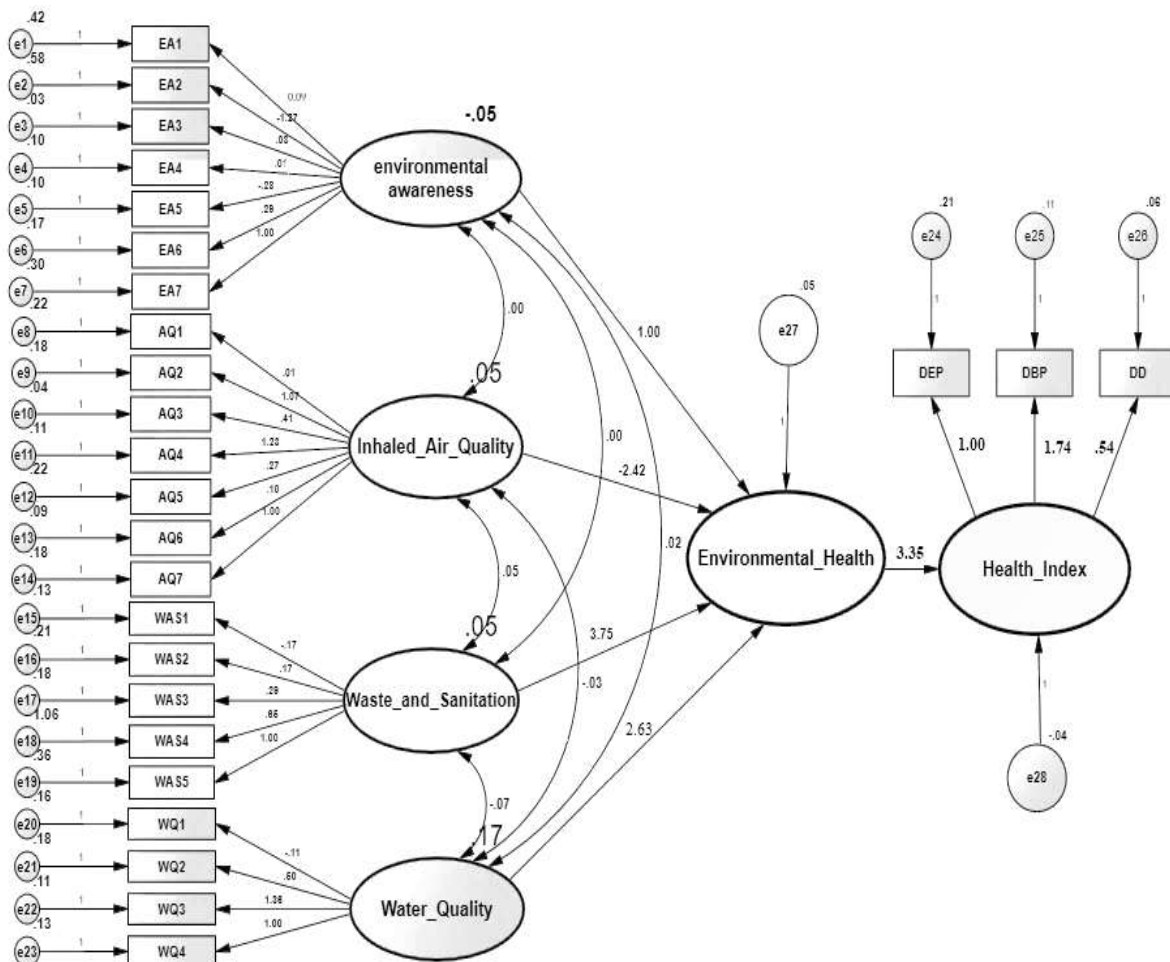 .42
e1
1
EA1
.58
e2
1
EA2
.03
e3
1
EA3
.10
e4
1
EA4
.10
e5
1
EA5
.17
e6
1
EA6
.30
e7
1
EA7
.22
e8
1
AQ1
.18
e9
1
AQ2
.04
e10
1
AQ3
.11
e11
1
AQ4
.22
e12
1
AQ5
.09
e13
1
AQ6
.18
e14
1
AQ7
.13
e15
1
WAS1
.21
e16
1
WAS2
.18
e17
1
WAS3
1.06
e18
1
WAS4
.36
e19
1
WAS5
.16
e20
1
WQ1
.18
e21
1
WQ2
.11
e22
1
WQ3
.13
e23
1
WQ4
-1.27
.01
-.28
.29
1.00
-.05
environmental
awareness
.00
.01
1.07
.41
.27
1.00
.05
Inhaled_Air_Quality
.05
-.17
.17
.29
1.00
.05
Waste_and_Sanitation
-.07
-.11
1.00
.17
Water_Quality
.00
.02
-.03
1.00
-2.42
3.75
2.63
.05
e27
1
Environmental_Health
3.35
Health_Index
.21
e24
1
DEP
1.00
.11
e25
1
DBP
1.74
.06
e26
1
DD
.54
1
-.04
e28